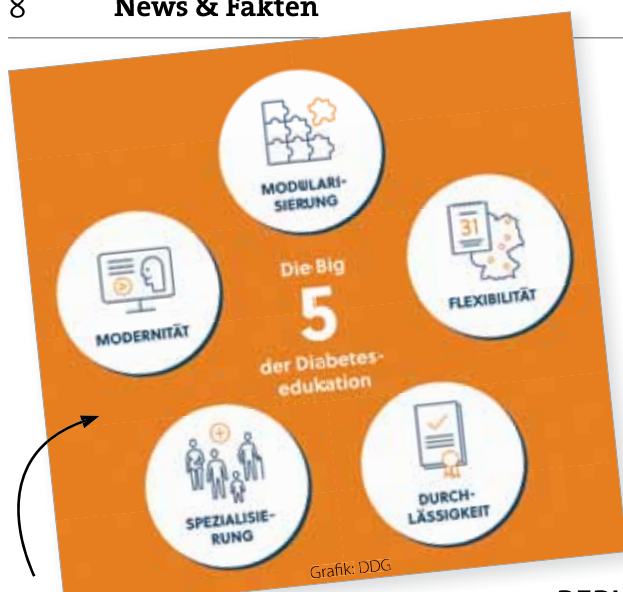 8 News & Fakten
MODULARI-
SIERUNG
31
FLEXIBILITÄT
MODERNITÄT
Die Big
5
der Diabetes-
edukation
SPEZIALISIE-
RUNG
DURCH-
LÄSSIGKEIT
Grafik: DDG